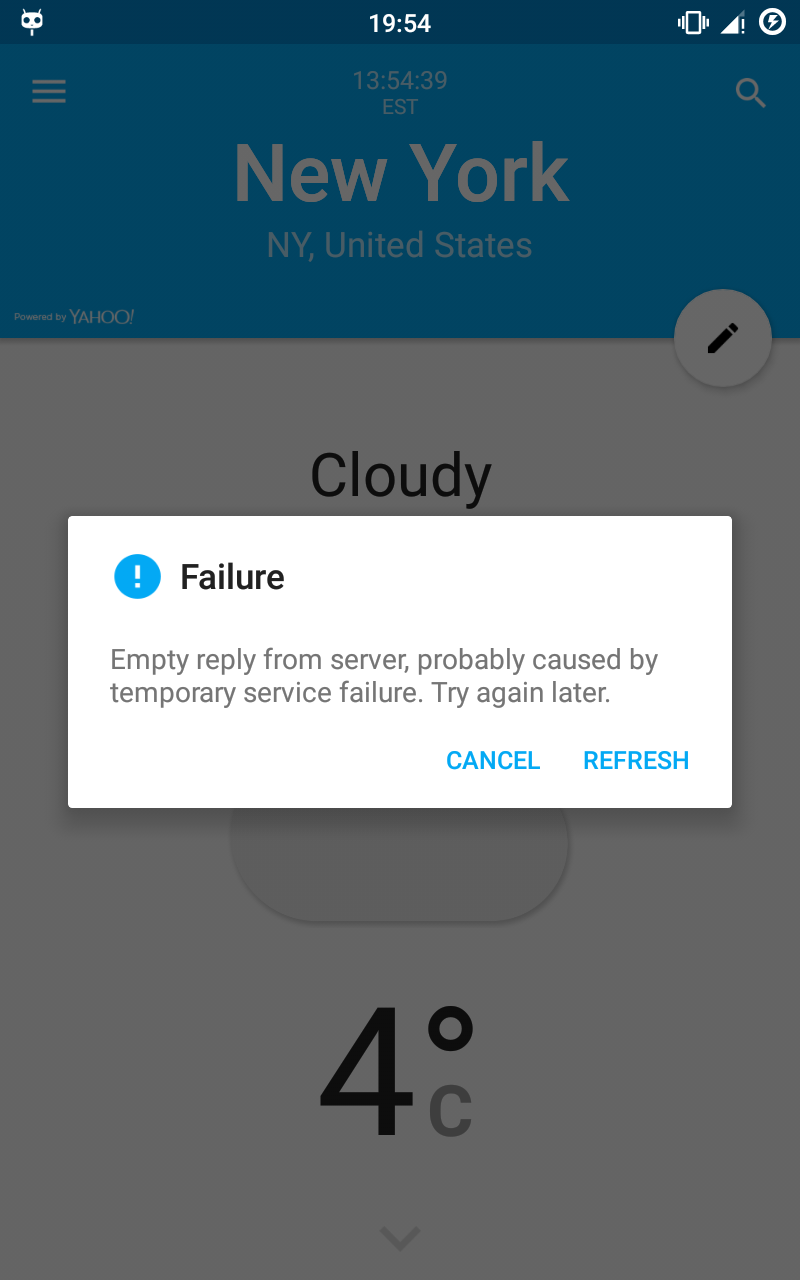 19:54
13:54:39
EST
New York
NY, United States
Powered by YAHOO!
Cloudy
Failure
Empty reply from server, probably caused by
temporary service failure. Try again later.
CANCEL REFRESH
4°
C